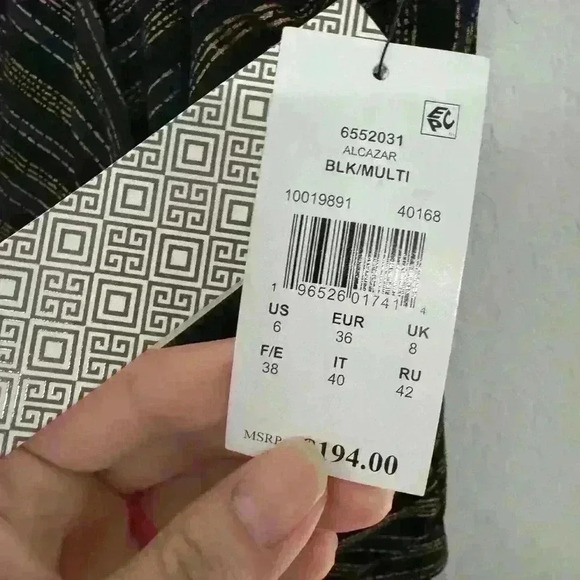 EPC
6552031
ALCAZAR
BLK/MULTI
10019891 40168
1 96526 01741 4
US EUR UK
6 36 8
F/E IT RU
38 40 42
MSRP $194.00